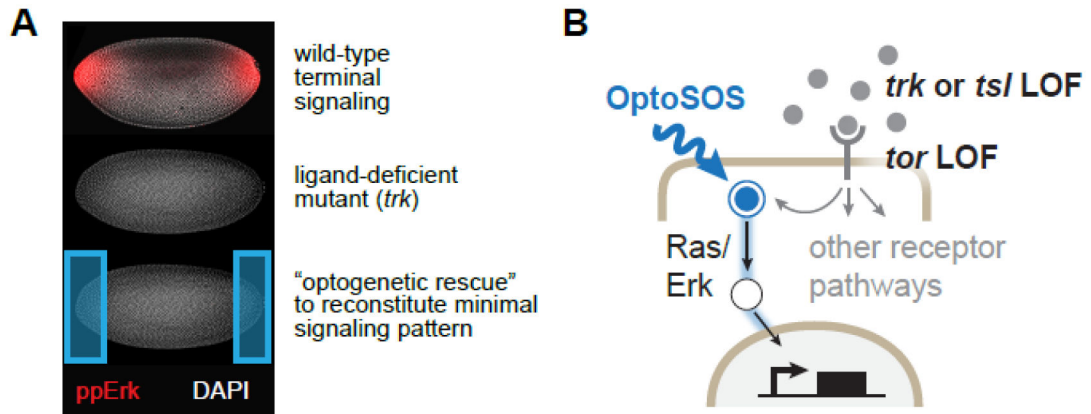 A
wild-type
terminal
signaling
ligand-deficient
mutant (trk)
“optogenetic rescue”
to reconstitute minimal
signaling pattern
ppErk DAPI
B
OptoSOS
trk or tsl LOF
tor LOF
Ras/
Erk
other receptor
pathways